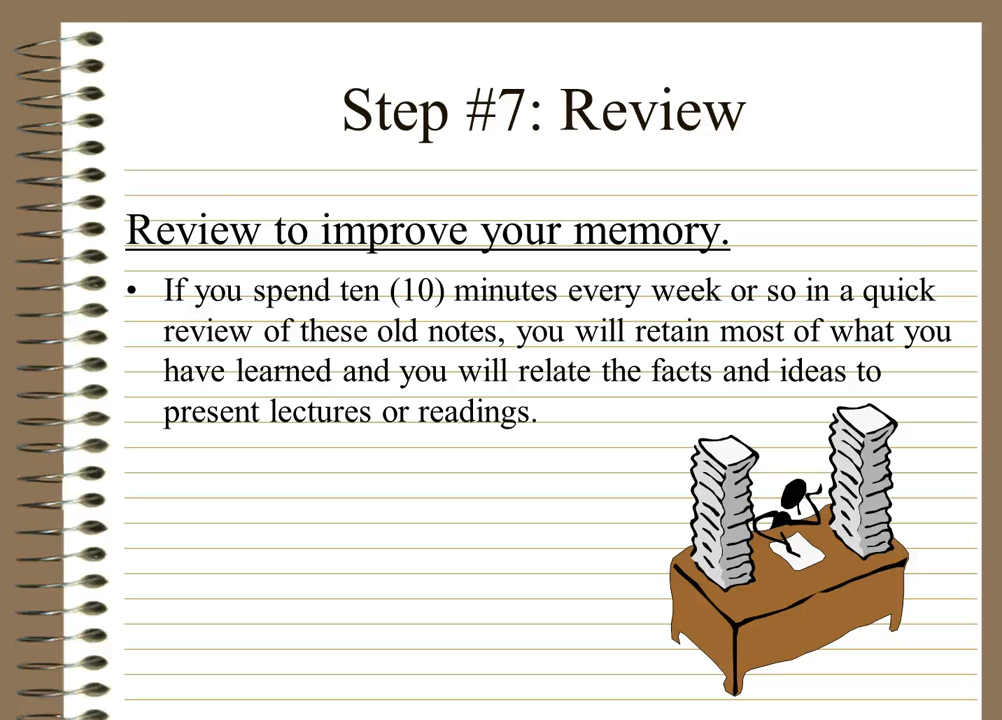 Step #7: Review
Review to improve your memory.
• If you spend ten (10) minutes every week or so in a quick
review of these old notes, you will retain most of what you
have learned and you will relate the facts and ideas to
present lectures or readings.